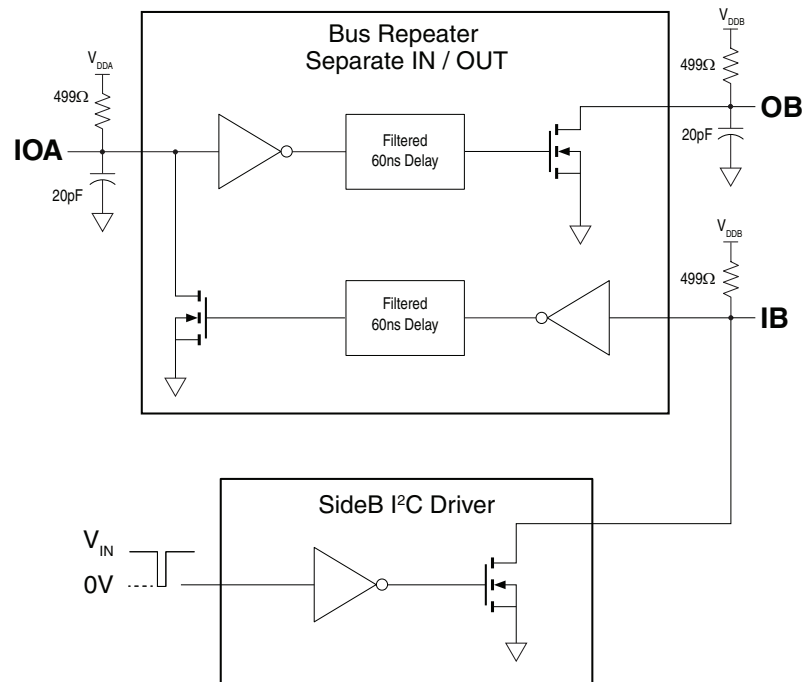 Bus Repeater
Separate IN / OUT
V_DDA
499Ω
IOA
20pF
Filtered
60ns Delay
V_DDB
499Ω
OB
20pF
Filtered
60ns Delay
V_DDB
499Ω
IB
SideB I²C Driver
V_IN
0V